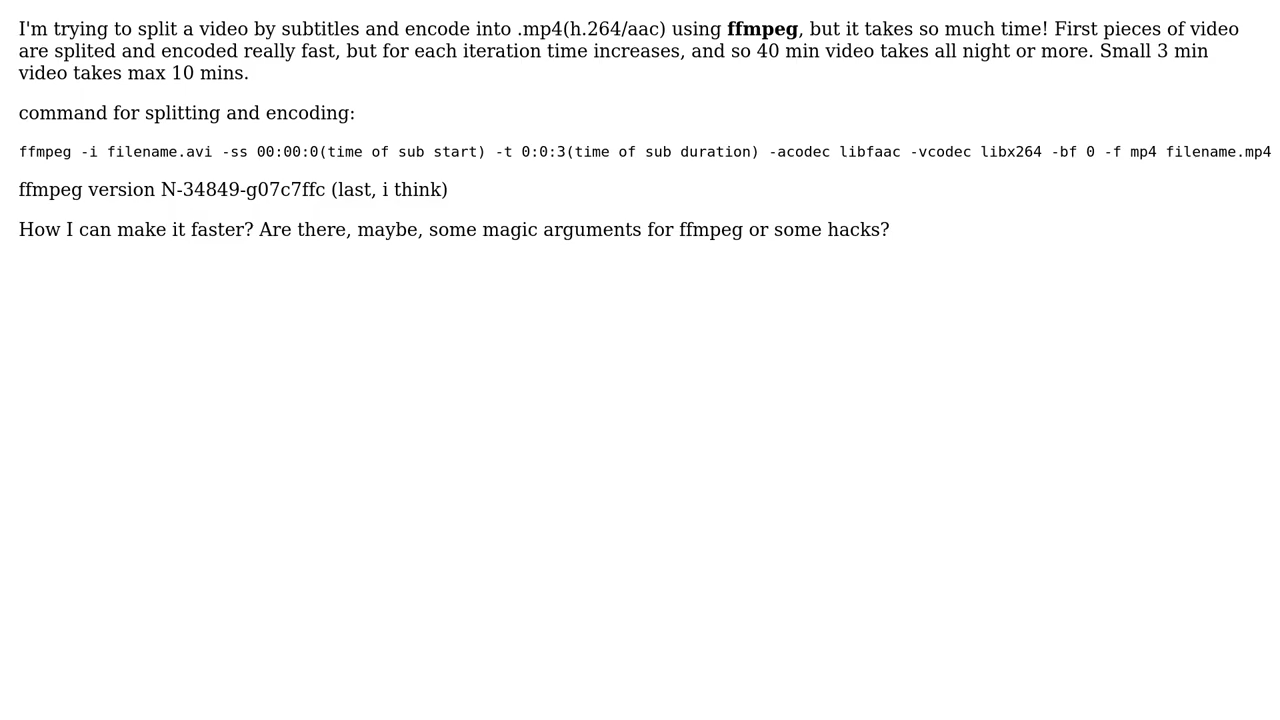 I'm trying to split a video by subtitles and encode into .mp4(h.264/aac) using ffmpeg, but it takes so much time! First pieces of video
are splited and encoded really fast, but for each iteration time increases, and so 40 min video takes all night or more. Small 3 min
video takes max 10 mins.
command for splitting and encoding:
ffmpeg -i filename.avi -ss 00:00:0(time of sub start) -t 0:0:3(time of sub duration) -acodec libfaac -vcodec libx264 -bf 0 -f mp4 filename.mp4
ffmpeg version N-34849-g07c7ffc (last, i think)
How I can make it faster? Are there, maybe, some magic arguments for ffmpeg or some hacks?